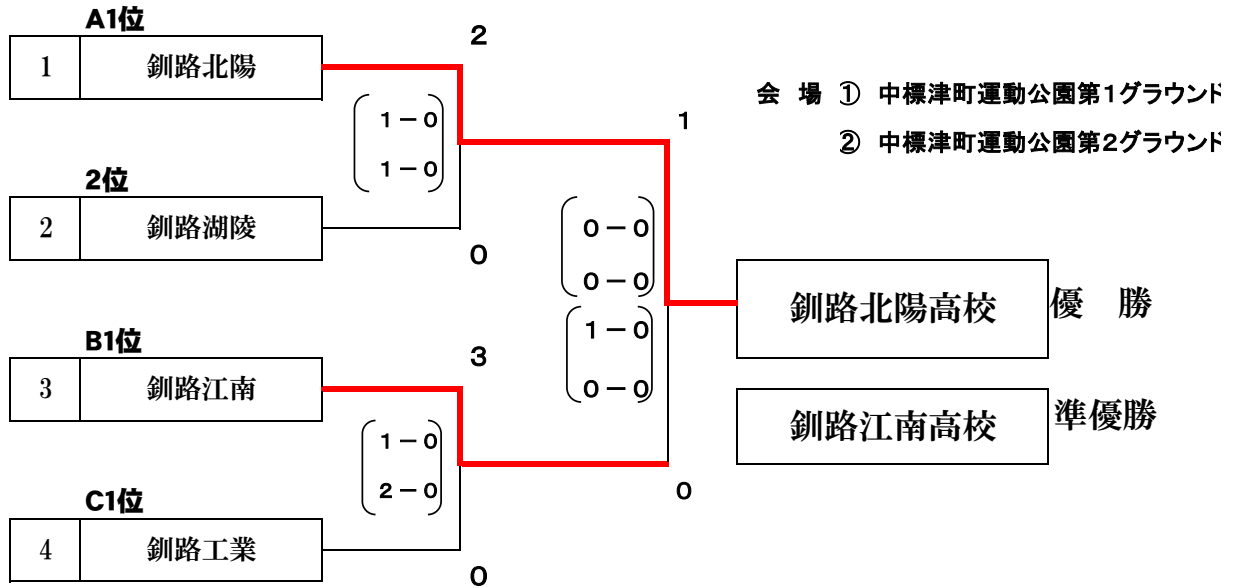 A1位
1 釧路北陽
2
1-0
1-0
2位
2 釧路湖陵
0
B1位
3 釧路江南
3
1-0
2-0
C1位
4 釧路工業
0
1
0-0
0-0
1-0
0-0
0
会 場 ① 中標津町運動公園第1グラウンド
② 中標津町運動公園第2グラウンド
釧路北陽高校 優 勝
釧路江南高校 準優勝